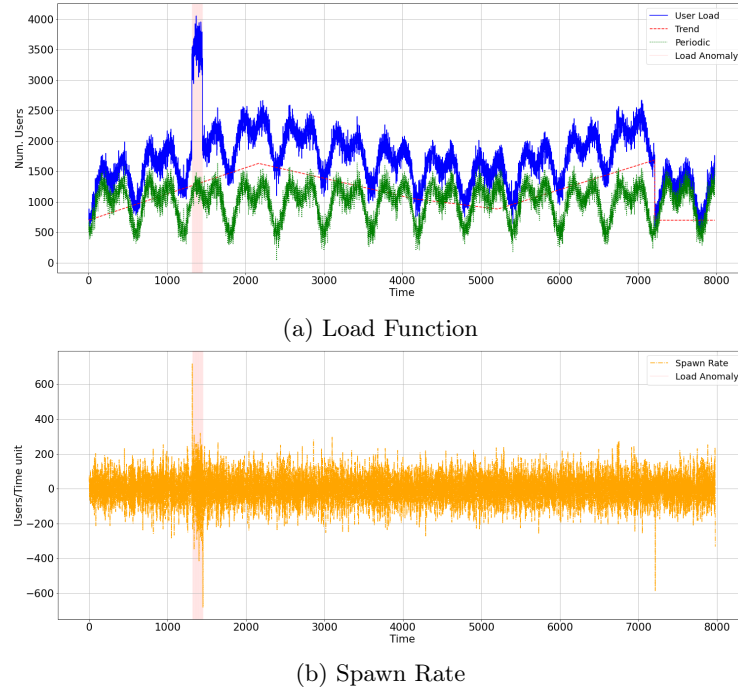 4000
3500
3000
2500
2000
1500
1000
500
0
Num. Users
User Load
Trend
Periodic
Load Anomaly
0 1000 2000 3000 4000 5000 6000 7000 8000
Time
(a) Load Function
600
400
200
0
−200
−400
−600
Users/Time unit
Spawn Rate
Load Anomaly
0 1000 2000 3000 4000 5000 6000 7000 8000
Time
(b) Spawn Rate